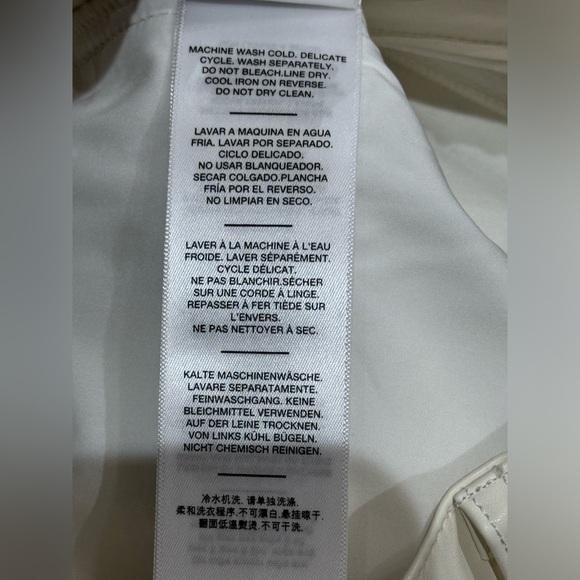 MACHINE WASH COLD. DELICATE
CYCLE. WASH SEPARATELY.
DO NOT BLEACH.LINE DRY.
COOL IRON ON REVERSE.
DO NOT DRY CLEAN.
LAVAR A MAQUINA EN AGUA
FRIA. LAVAR POR SEPARADO.
CICLO DELICADO.
NO USAR BLANQUEADOR.
SECAR COLGADO.PLANCHA
FRÍA POR EL REVERSO.
NO LIMPIAR EN SECO.
LAVER À LA MACHINE À L'EAU
FROIDE. LAVER SÉPARÉMENT.
CYCLE DÉLICAT.
NE PAS BLANCHIR.SÉCHER
SUR UNE CORDE À LINGE.
REPASSER À FER TIÈDE SUR
L'ENVERS.
NE PAS NETTOYER À SEC.
KALTE MASCHINENWÄSCHE.
LAVARE SEPARATAMENTE.
FEINWASCHGANG. KEINE
BLEICHMITTEL VERWENDEN.
AUF DER LEINE TROCKNEN.
VON LINKS KÜHL BÜGELN.
NICHT CHEMISCH REINIGEN.
冷水机洗. 请单独洗涤.
柔和洗衣程序.不可漂白.悬挂晾干.
翻面低温熨烫. 不可干洗.